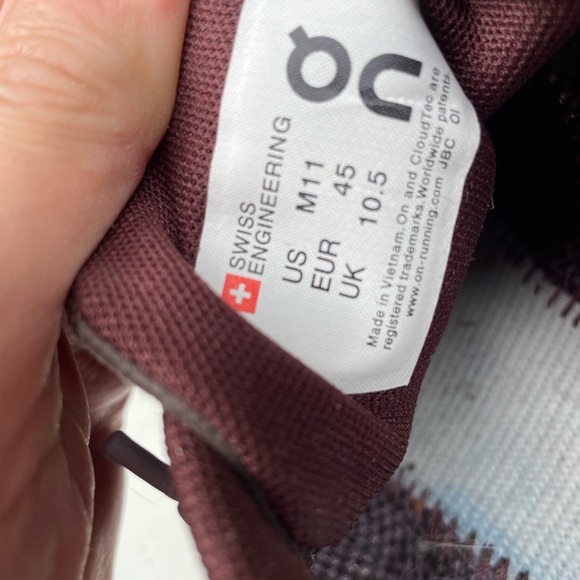 On
SWISS
ENGINEERING
US M11
EUR 45
UK 10.5
Made in Vietnam. On and CloudTec are
registered trademarks. Worldwide patents.
www.on-running.com JBC 01